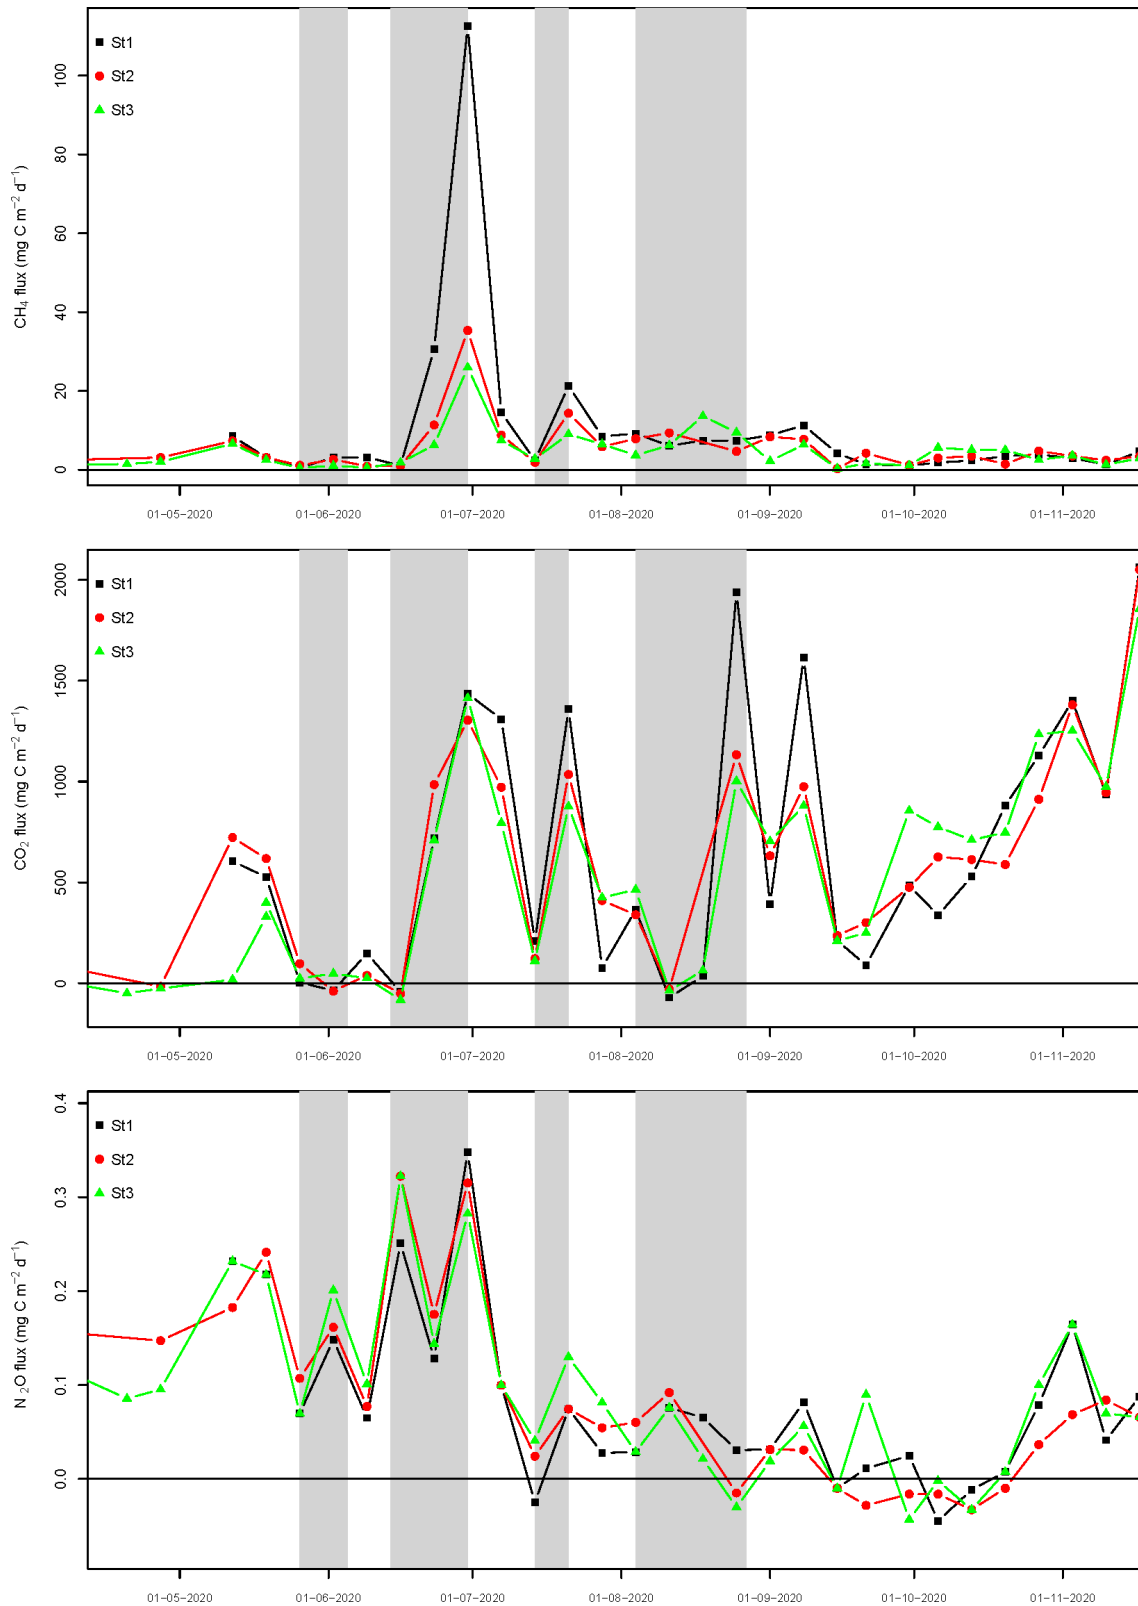 CH₄ flux (mg C m⁻² d⁻¹)
100
80
60
40
20
0
St1
St2
St3
01−05−2020 01−06−2020 01−07−2020 01−08−2020 01−09−2020 01−10−2020 01−11−2020
CO₂ flux (mg C m⁻² d⁻¹)
2000
1500
1000
500
0
St1
St2
St3
01−05−2020 01−06−2020 01−07−2020 01−08−2020 01−09−2020 01−10−2020 01−11−2020
N₂O flux (mg C m⁻² d⁻¹)
0.4
0.3
0.2
0.1
0.0
St1
St2
St3
01−05−2020 01−06−2020 01−07−2020 01−08−2020 01−09−2020 01−10−2020 01−11−2020